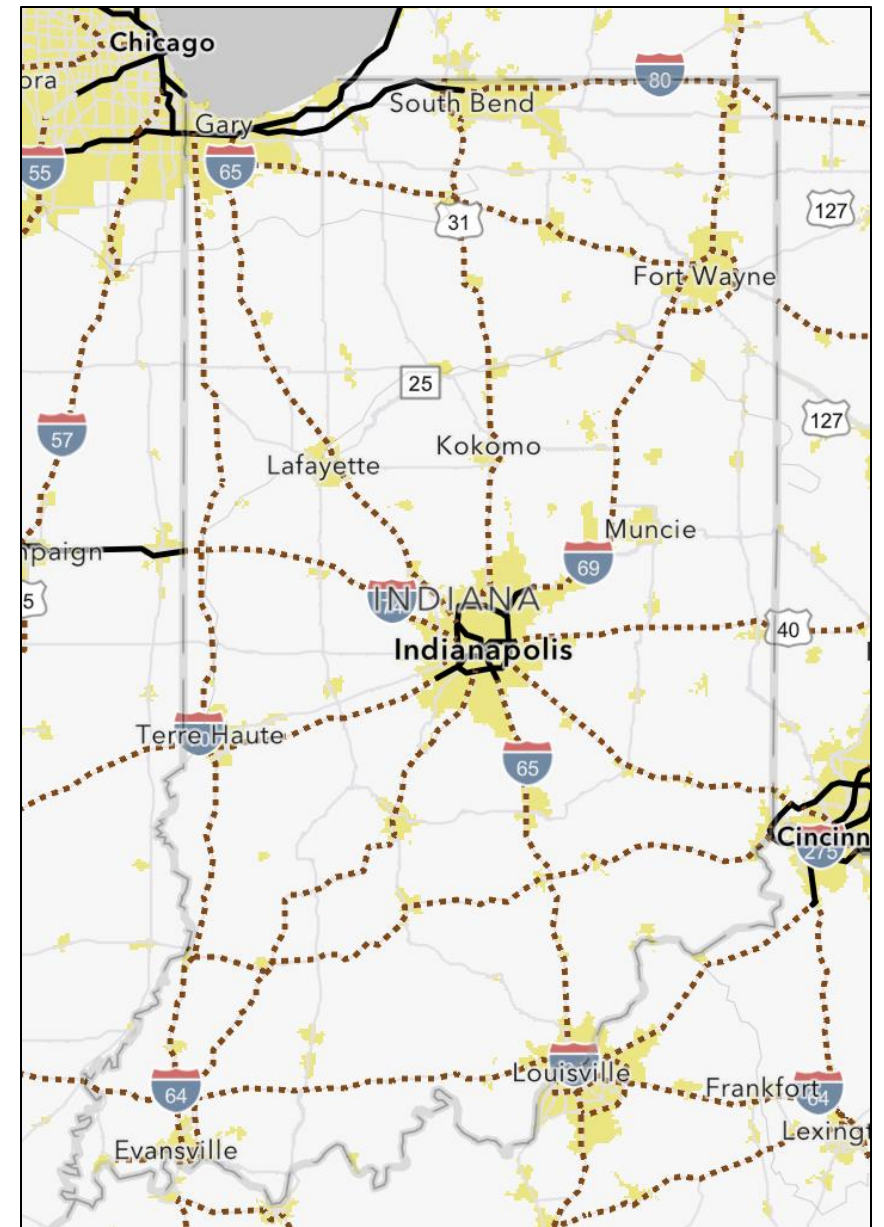 Chicago
ora
South Bend
80
Gary
55
65
31
127
Fort Wayne
25
127
57
Kokomo
Lafayette
Muncie
paign
69
5
INDIANA
40
Indianapolis
Terre Haute
65
Cincinn
275
Louisville
64
Frankfort
64
Lexingt
Evansville